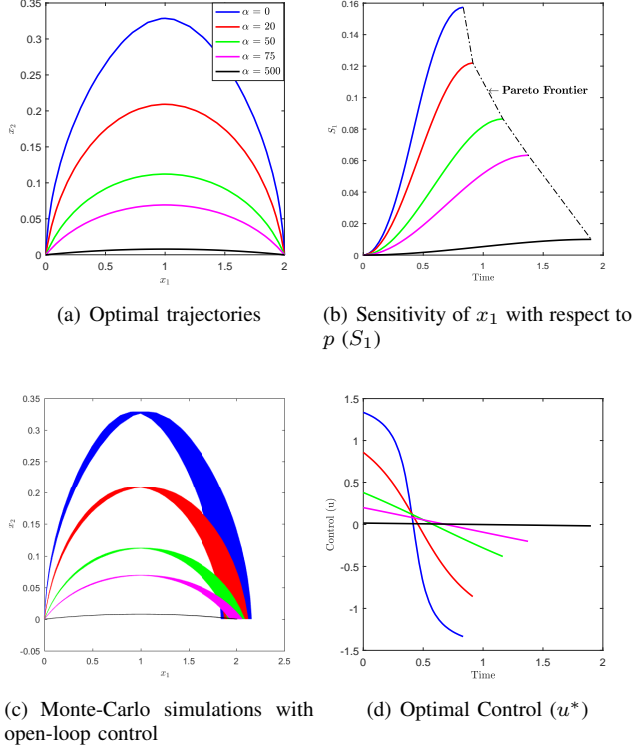 0.35
0.3
0.25
0.2
0.15
0.1
0.05
0
x₂
0 0.5 1 1.5 2
x₁
α = 0
α = 20
α = 50
α = 75
α = 500
(a) Optimal trajectories
0.16
0.14
0.12
0.1
0.08
0.06
0.04
0.02
0
S₁
0 0.5 1 1.5 2
Time
← Pareto Frontier
(b) Sensitivity of x₁ with respect to
p (S₁)
0.35
0.3
0.25
0.2
0.15
0.1
0.05
0
-0.05
x₂
0 0.5 1 1.5 2 2.5
x₁
(c) Monte-Carlo simulations with
open-loop control
1.5
1
0.5
0
-0.5
-1
-1.5
Control (u)
0 0.5 1 1.5 2
Time
(d) Optimal Control (u*)